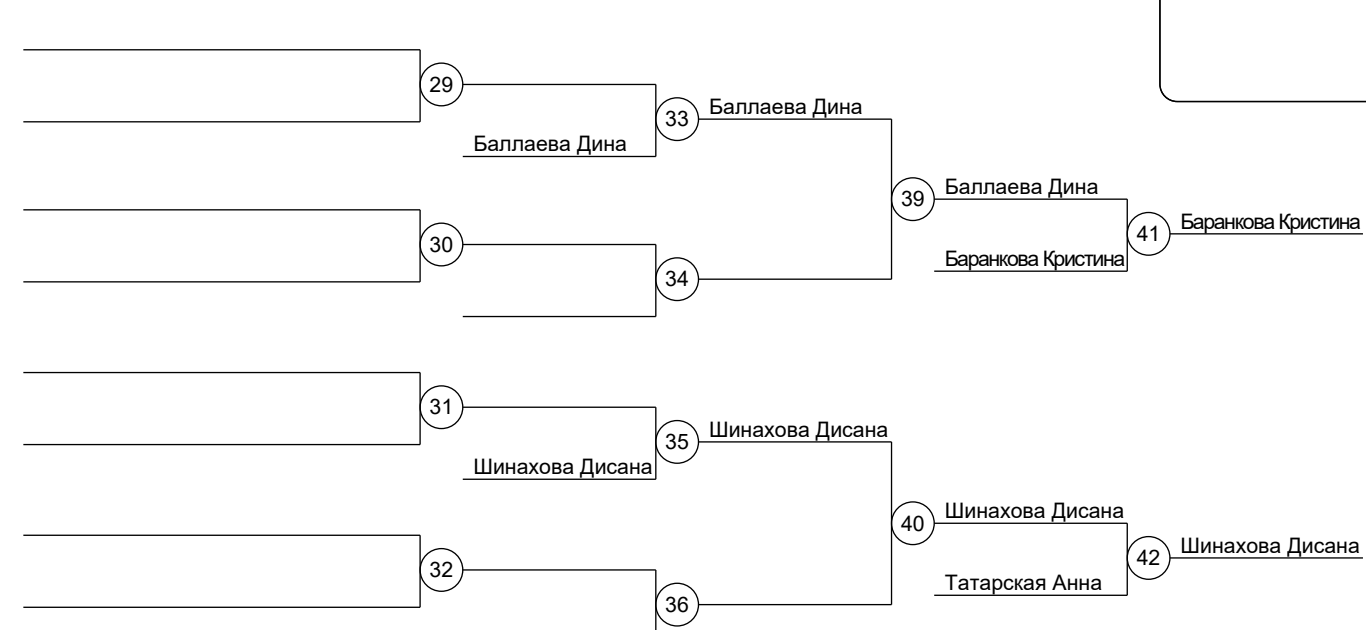 29
33 Баллаева Дина
Баллаева Дина
39 Баллаева Дина
41 Баранкова Кристина
30
Баранкова Кристина
34
31
35 Шинахова Дисана
Шинахова Дисана
40 Шинахова Дисана
42 Шинахова Дисана
32
Татарская Анна
36